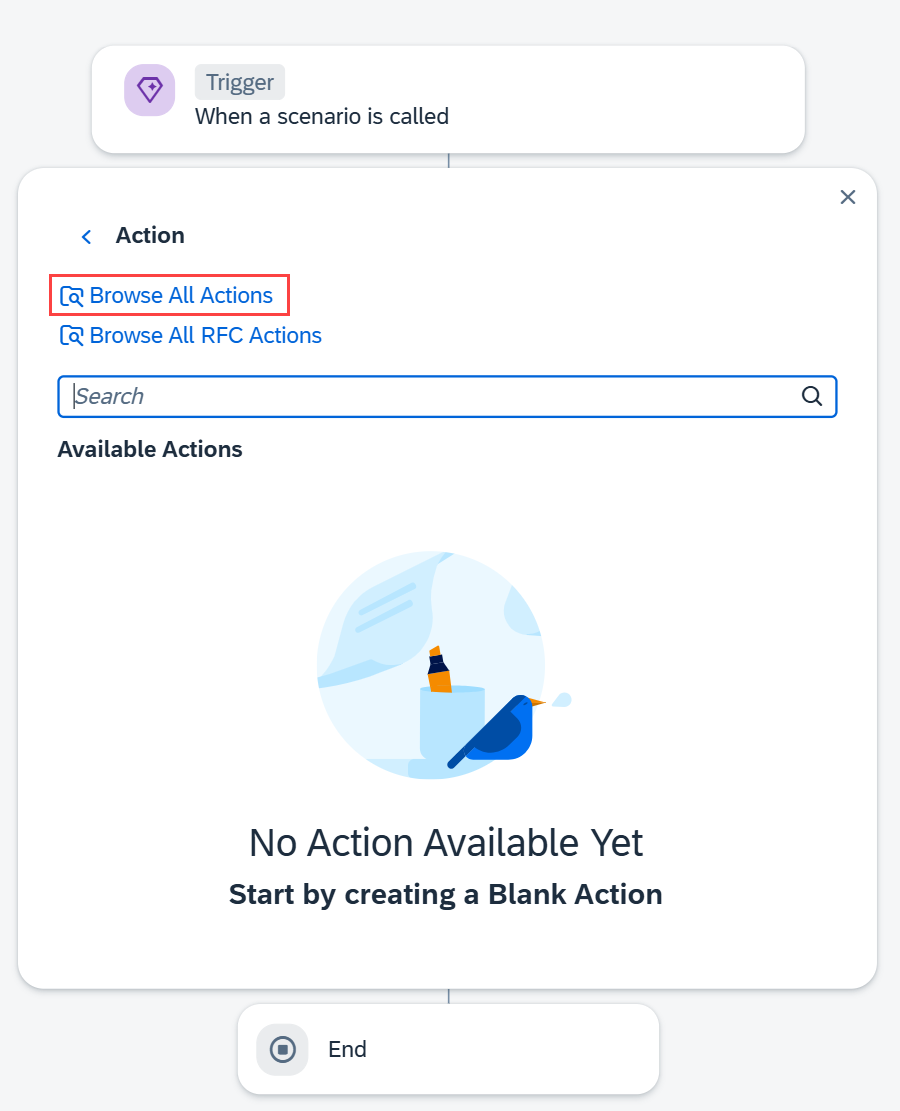 Trigger
When a scenario is called
Action
Browse All Actions
Browse All RFC Actions
Search
Available Actions
No Action Available Yet
Start by creating a Blank Action
End